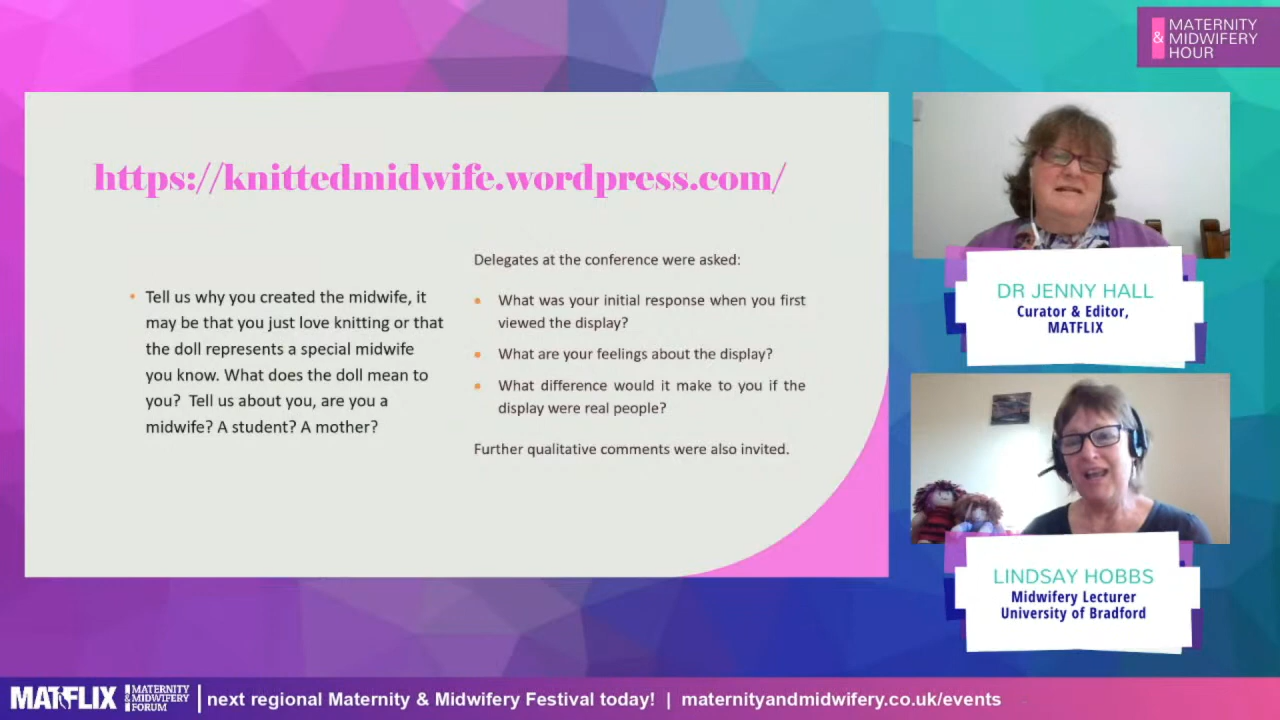 MATERNITY
& MIDWIFERY
HOUR
https://knittedmidwife.wordpress.com/
• Tell us why you created the midwife, it
may be that you just love knitting or that
the doll represents a special midwife
you know. What does the doll mean to
you? Tell us about you, are you a
midwife? A student? A mother?
Delegates at the conference were asked:
• What was your initial response when you first
viewed the display?
• What are your feelings about the display?
• What difference would it make to you if the
display were real people?
Further qualitative comments were also invited.
DR JENNY HALL
Curator & Editor,
MATFLIX
LINDSAY HOBBS
Midwifery Lecturer
University of Bradford
MATFLIX
MATERNITY
& MIDWIFERY
FORUM
next regional Maternity & Midwifery Festival today! | maternityandmidwifery.co.uk/events